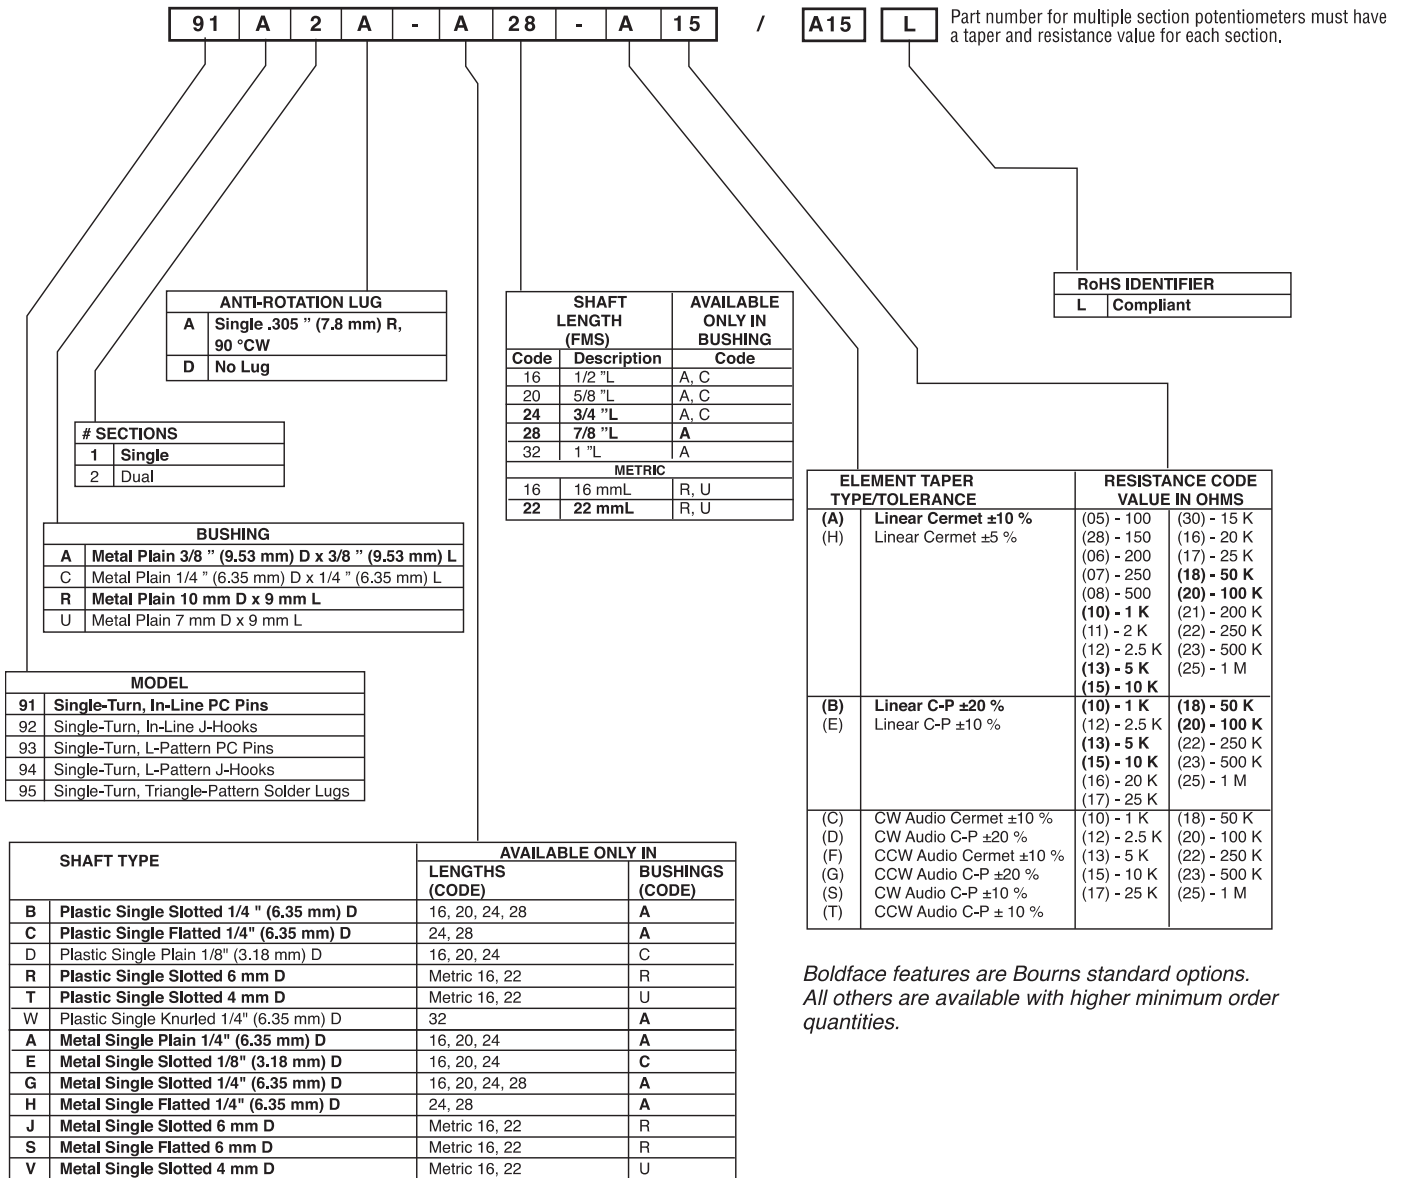 91 A 2 A - A 28 - A 15 / A15 L
Part number for multiple section potentiometers must have
a taper and resistance value for each section.
RoHS IDENTIFIER
L Compliant
ANTI-ROTATION LUG
A Single .305 " (7.8 mm) R,
90 °CW
D No Lug
SHAFT LENGTH (FMS) AVAILABLE ONLY IN BUSHING
Code Description Code
16 1/2 ”L A, C
20 5/8 ”L A, C
24 3/4 ”L A, C
28 7/8 ”L A
32 1 ”L A
METRIC
16 16 mmL R, U
22 22 mmL R, U
# SECTIONS
1 Single
2 Dual
BUSHING
A Metal Plain 3/8 ” (9.53 mm) D x 3/8 ” (9.53 mm) L
C Metal Plain 1/4 ” (6.35 mm) D x 1/4 ” (6.35 mm) L
R Metal Plain 10 mm D x 9 mm L
U Metal Plain 7 mm D x 9 mm L
MODEL
91 Single-Turn, In-Line PC Pins
92 Single-Turn, In-Line J-Hooks
93 Single-Turn, L-Pattern PC Pins
94 Single-Turn, L-Pattern J-Hooks
95 Single-Turn, Triangle-Pattern Solder Lugs
ELEMENT TAPER RESISTANCE CODE
TYPE/TOLERANCE VALUE IN OHMS
(A) Linear Cermet ±10 % (05) - 100 (30) - 15 K
(H) Linear Cermet ±5 % (28) - 150 (16) - 20 K
(06) - 200 (17) - 25 K
(07) - 250 (18) - 50 K
(08) - 500 (20) - 100 K
(10) - 1 K (21) - 200 K
(11) - 2 K (22) - 250 K
(12) - 2.5 K (23) - 500 K
(13) - 5 K (25) - 1 M
(15) - 10 K
(B) Linear C-P ±20 % (10) - 1 K (18) - 50 K
(E) Linear C-P ±10 % (12) - 2.5 K (20) - 100 K
(13) - 5 K (22) - 250 K
(15) - 10 K (23) - 500 K
(16) - 20 K (25) - 1 M
(17) - 25 K
(C) CW Audio Cermet ±10 % (10) - 1 K (18) - 50 K
(D) CW Audio C-P ±20 % (12) - 2.5 K (20) - 100 K
(F) CCW Audio Cermet ±10 % (13) - 5 K (22) - 250 K
(G) CCW Audio C-P ±20 % (15) - 10 K (23) - 500 K
(S) CW Audio C-P ±10 % (17) - 25 K (25) - 1 M
(T) CCW Audio C-P ± 10 %
SHAFT TYPE AVAILABLE ONLY IN
LENGTHS (CODE) BUSHINGS (CODE)
B Plastic Single Slotted 1/4 " (6.35 mm) D 16, 20, 24, 28 A
C Plastic Single Flatted 1/4" (6.35 mm) D 24, 28 A
D Plastic Single Plain 1/8" (3.18 mm) D 16, 20, 24 C
R Plastic Single Slotted 6 mm D Metric 16, 22 R
T Plastic Single Slotted 4 mm D Metric 16, 22 U
W Plastic Single Knurled 1/4" (6.35 mm) D 32 A
A Metal Single Plain 1/4" (6.35 mm) D 16, 20, 24 A
E Metal Single Slotted 1/8" (3.18 mm) D 16, 20, 24 C
G Metal Single Slotted 1/4" (6.35 mm) D 16, 20, 24, 28 A
H Metal Single Flatted 1/4" (6.35 mm) D 24, 28 A
J Metal Single Slotted 6 mm D Metric 16, 22 R
S Metal Single Flatted 6 mm D Metric 16, 22 R
V Metal Single Slotted 4 mm D Metric 16, 22 U
Boldface features are Bourns standard options.
All others are available with higher minimum order
quantities.